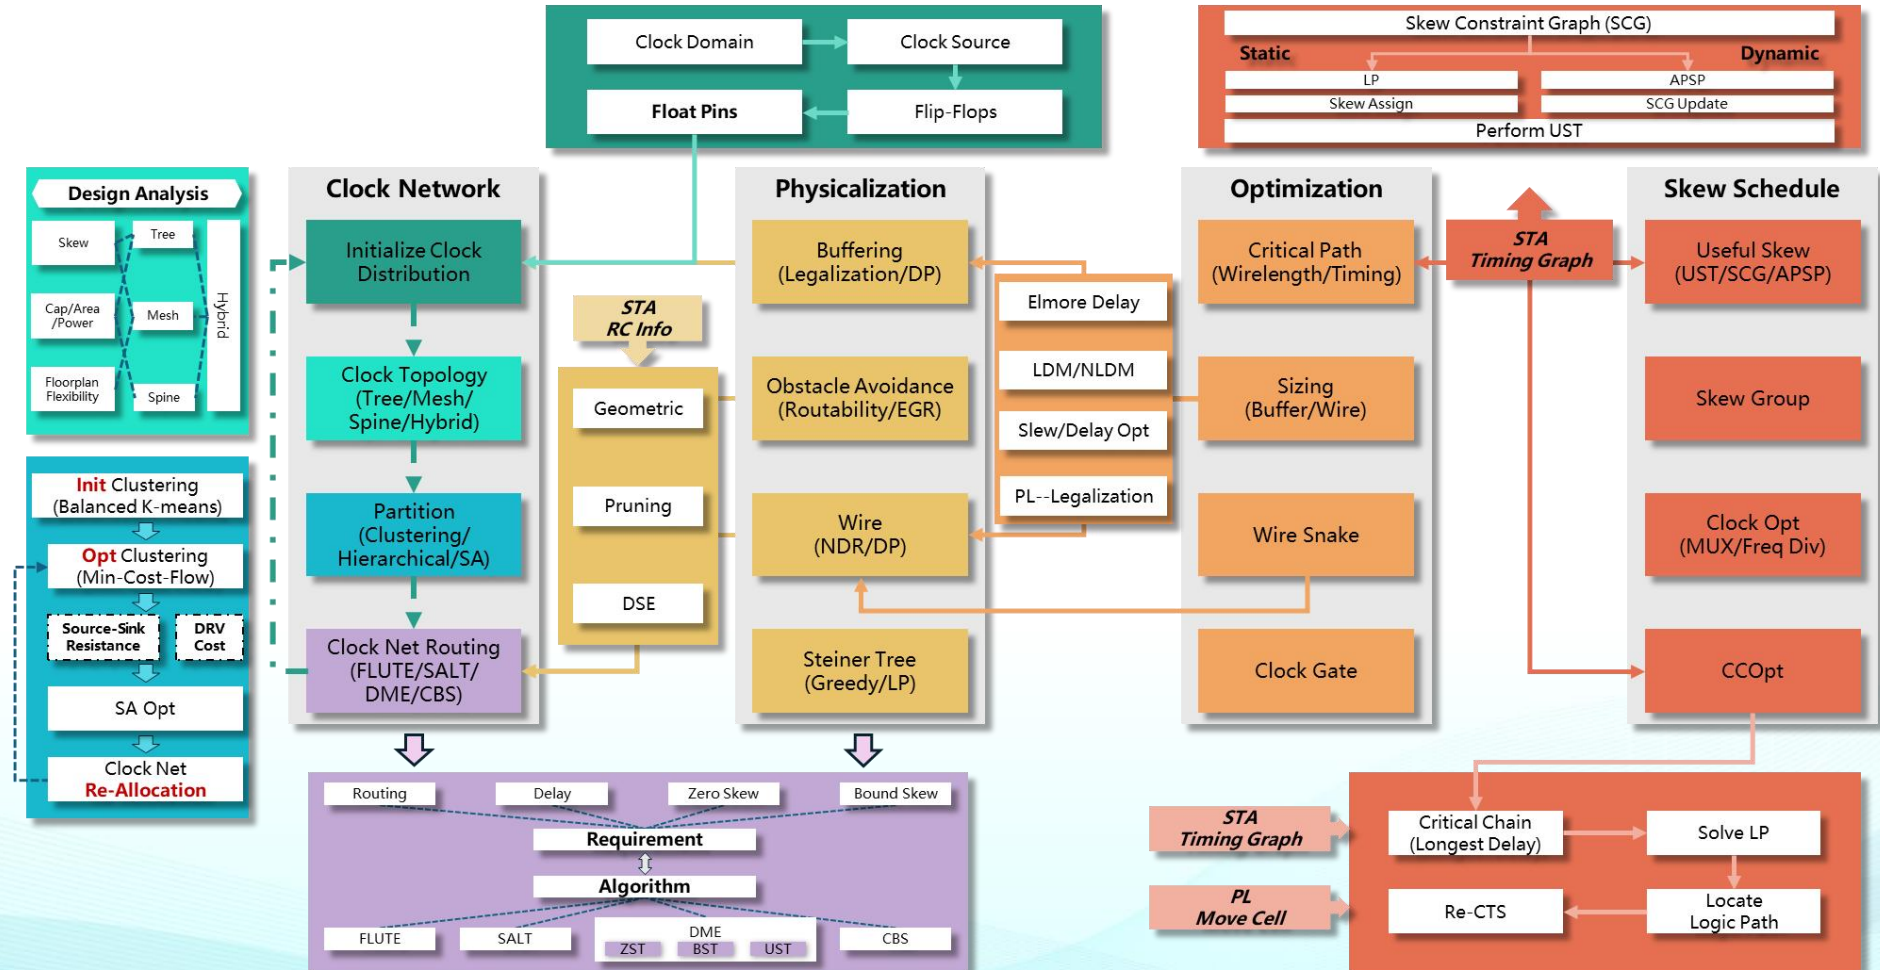 Clock Domain
Clock Source
Float Pins
Flip-Flops
Skew Constraint Graph (SCG)
Static
Dynamic
LP
APSP
Skew Assign
SCG Update
Perform UST
Design Analysis
Skew
Tree
Cap/Area
/Power
Mesh
Hybrid
Floorplan
Flexibility
Spine
Init Clustering
(Balanced K-means)
Opt Clustering
(Min-Cost-Flow)
Source-Sink
Resistance
DRV
Cost
SA Opt
Clock Net
Re-Allocation
Clock Network
Initialize Clock
Distribution
Clock Topology
(Tree/Mesh/
Spine/Hybrid)
Partition
(Clustering/
Hierarchical/SA)
Clock Net Routing
(FLUTE/SALT/
DME/CBS)
STA
RC Info
Geometric
Pruning
DSE
Physicalization
Buffering
(Legalization/DP)
Obstacle Avoidance
(Routability/EGR)
Wire
(NDR/DP)
Steiner Tree
(Greedy/LP)
Elmore Delay
LDM/NLDM
Slew/Delay Opt
PL--Legalization
Optimization
Critical Path
(Wirelength/Timing)
Sizing
(Buffer/Wire)
Wire Snake
Clock Gate
STA
Timing Graph
Skew Schedule
Useful Skew
(UST/SCG/APSP)
Skew Group
Clock Opt
(MUX/Freq Div)
CCOpt
Routing
Delay
Zero Skew
Bound Skew
Requirement
Algorithm
FLUTE
SALT
DME
ZST
BST
UST
CBS
STA
Timing Graph
PL
Move Cell
Critical Chain
(Longest Delay)
Solve LP
Re-CTS
Locate
Logic Path